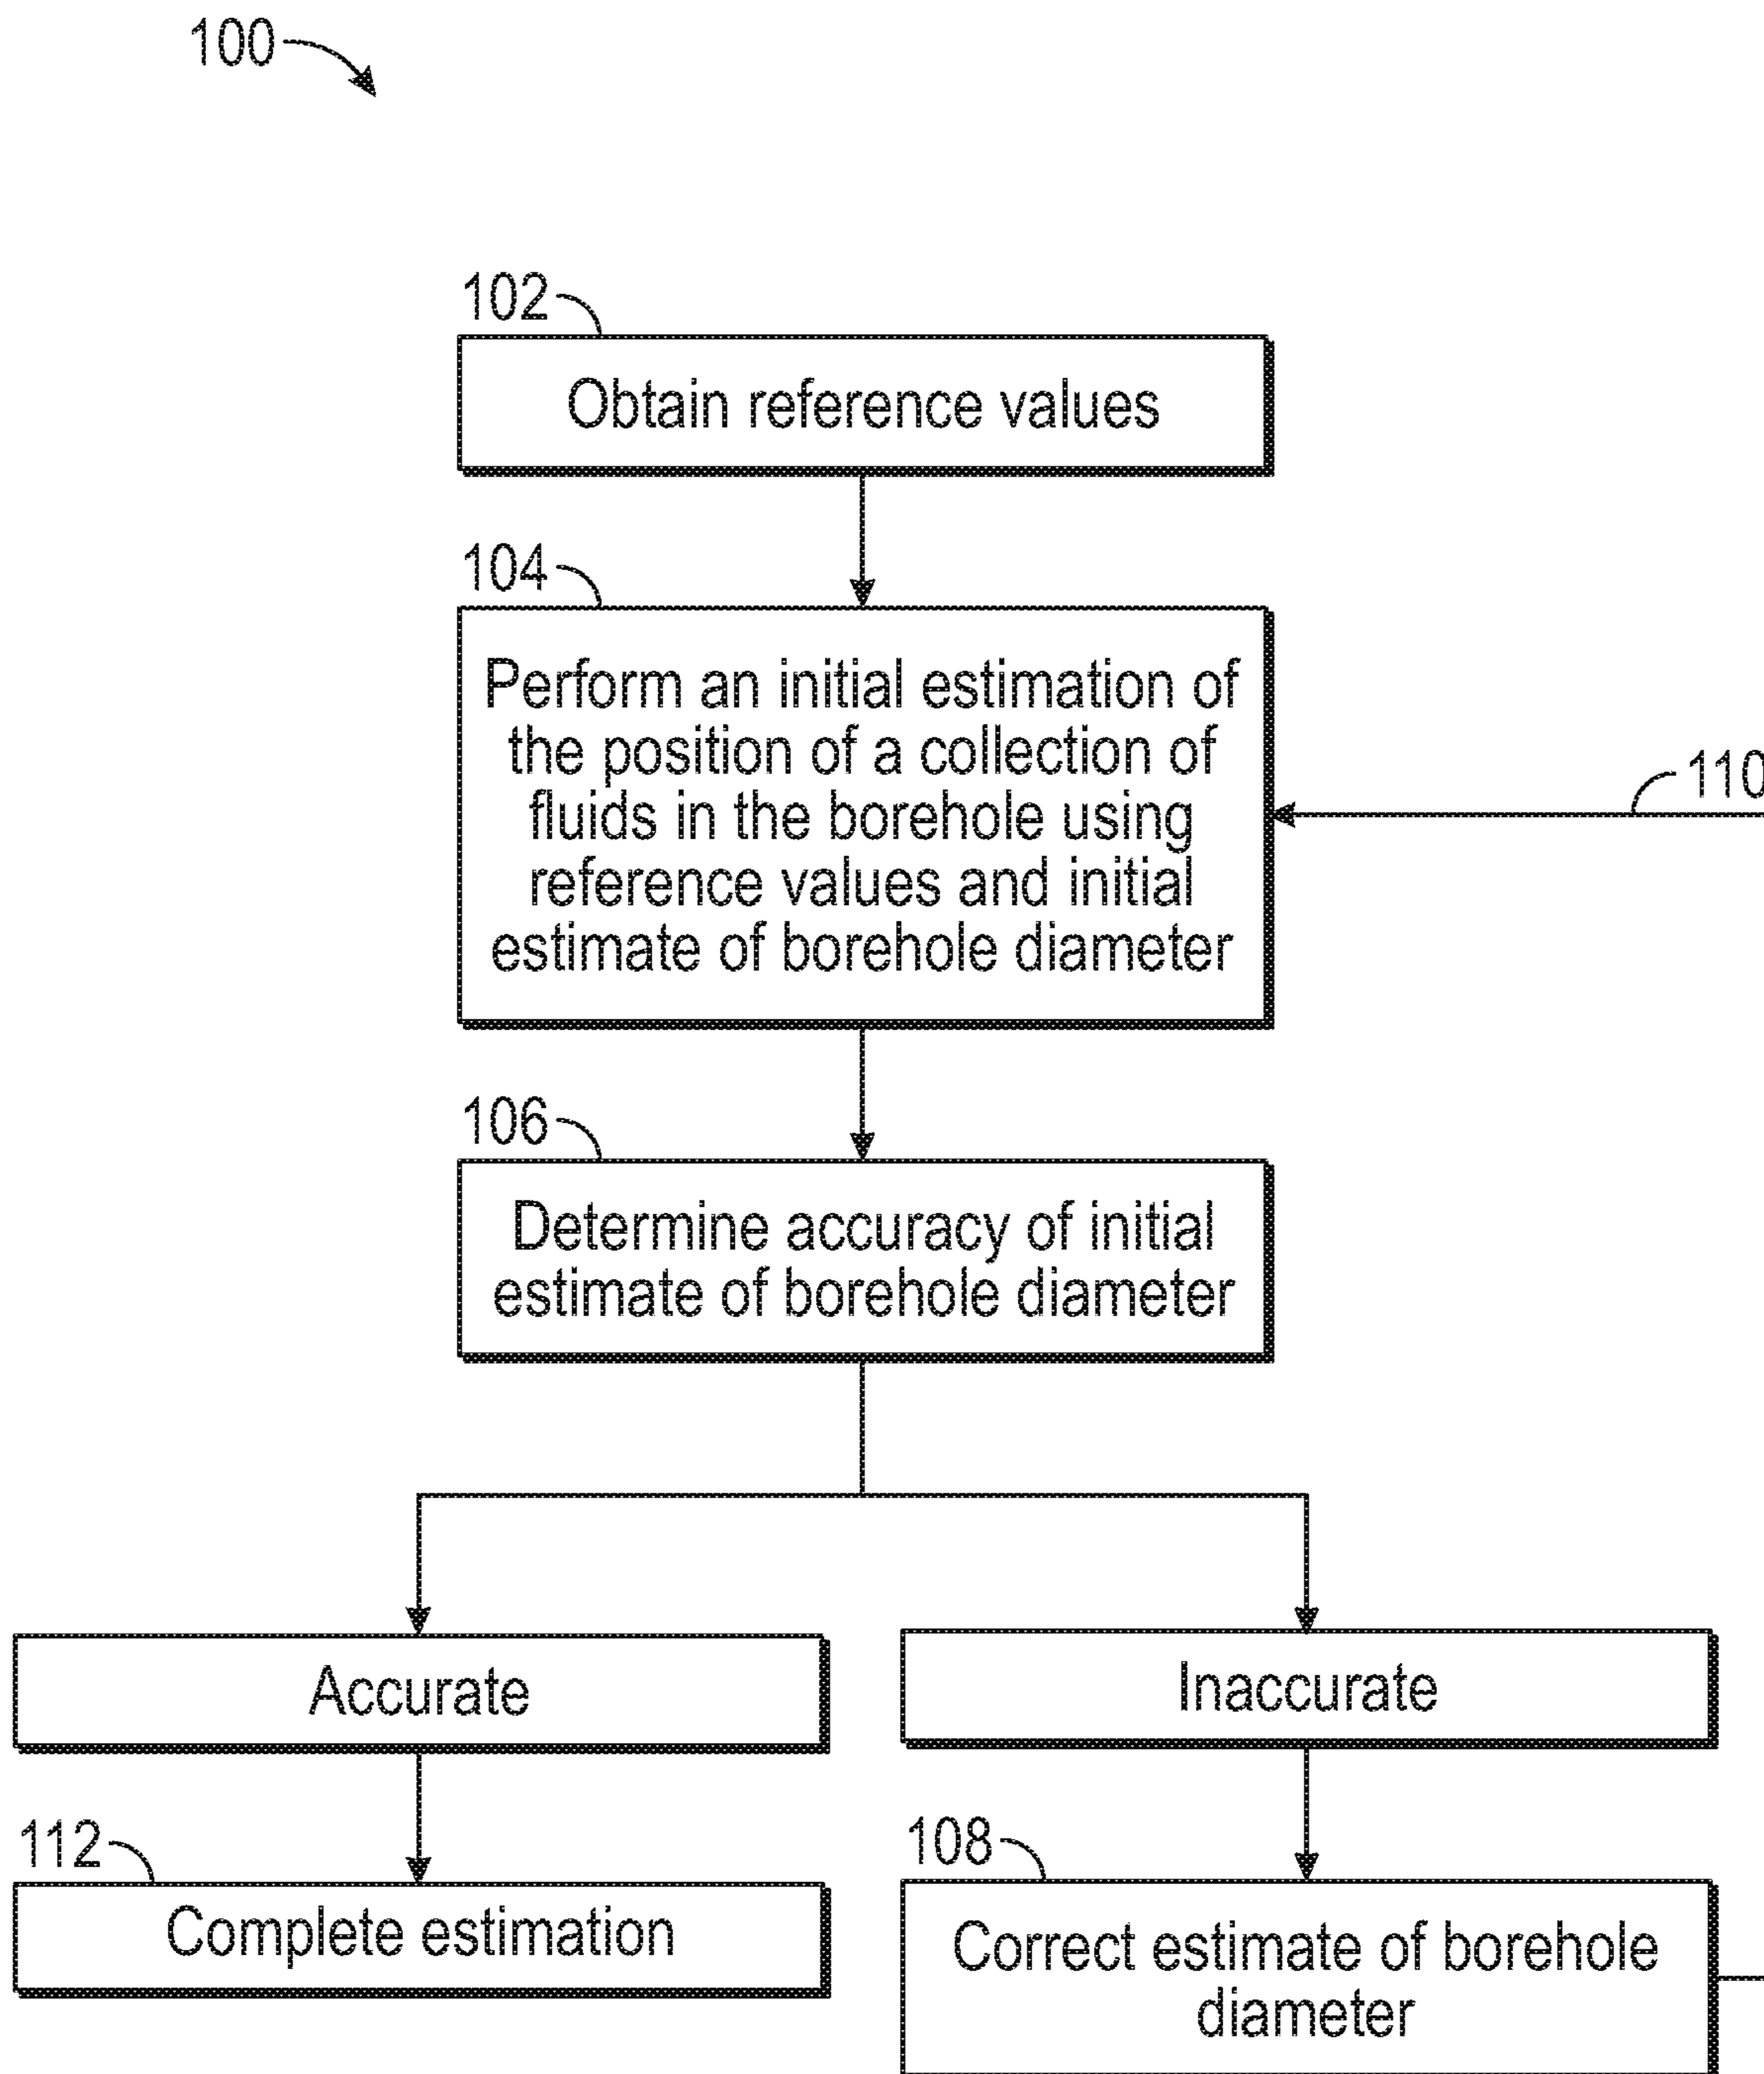 100
102
Obtain reference values
104
Perform an initial estimation of
the position of a collection of
fluids in the borehole using
reference values and initial
estimate of borehole diameter
110
106
Determine accuracy of initial
estimate of borehole diameter
Accurate
Inaccurate
112
Complete estimation
108
Correct estimate of borehole
diameter